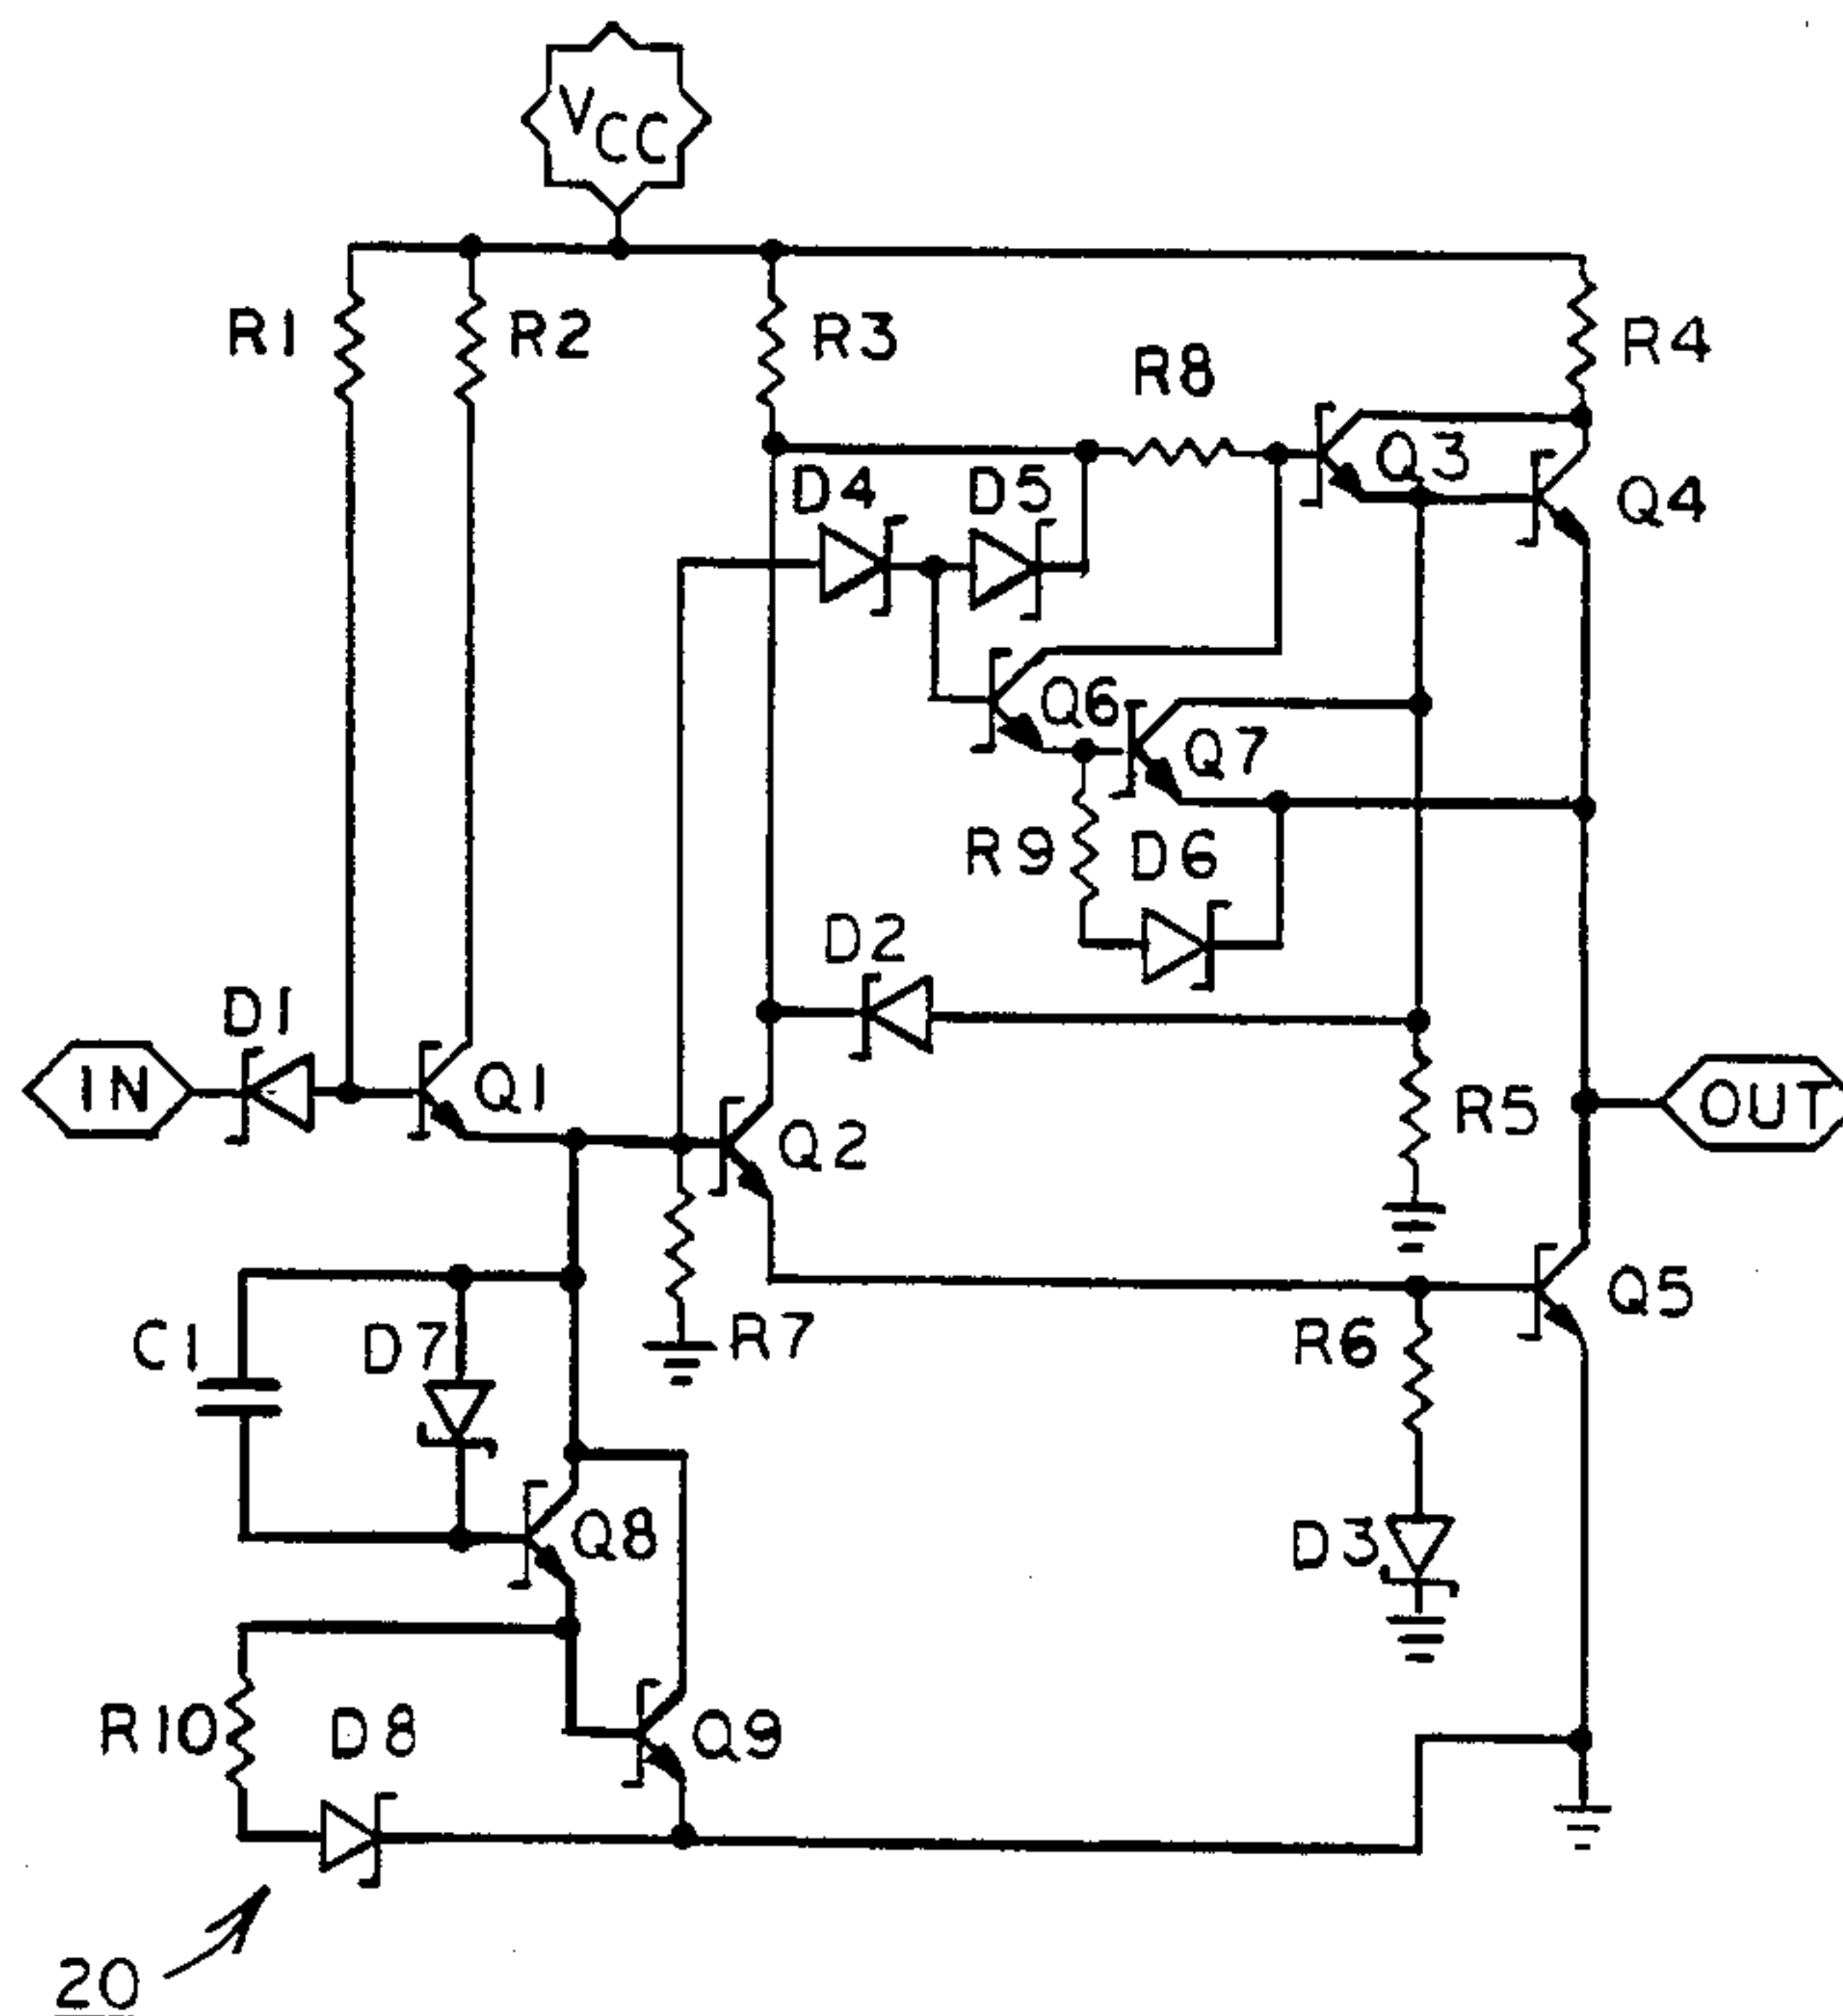 VCC
R1
R2
R3
R4
R8
Q3
D4
D5
Q4
Q6
Q7
R9
D6
D2
D1
IN
Q1
Q2
R5
OUT
Q5
C1
D7
R7
R6
Q8
D3
R10
D8
Q9
20